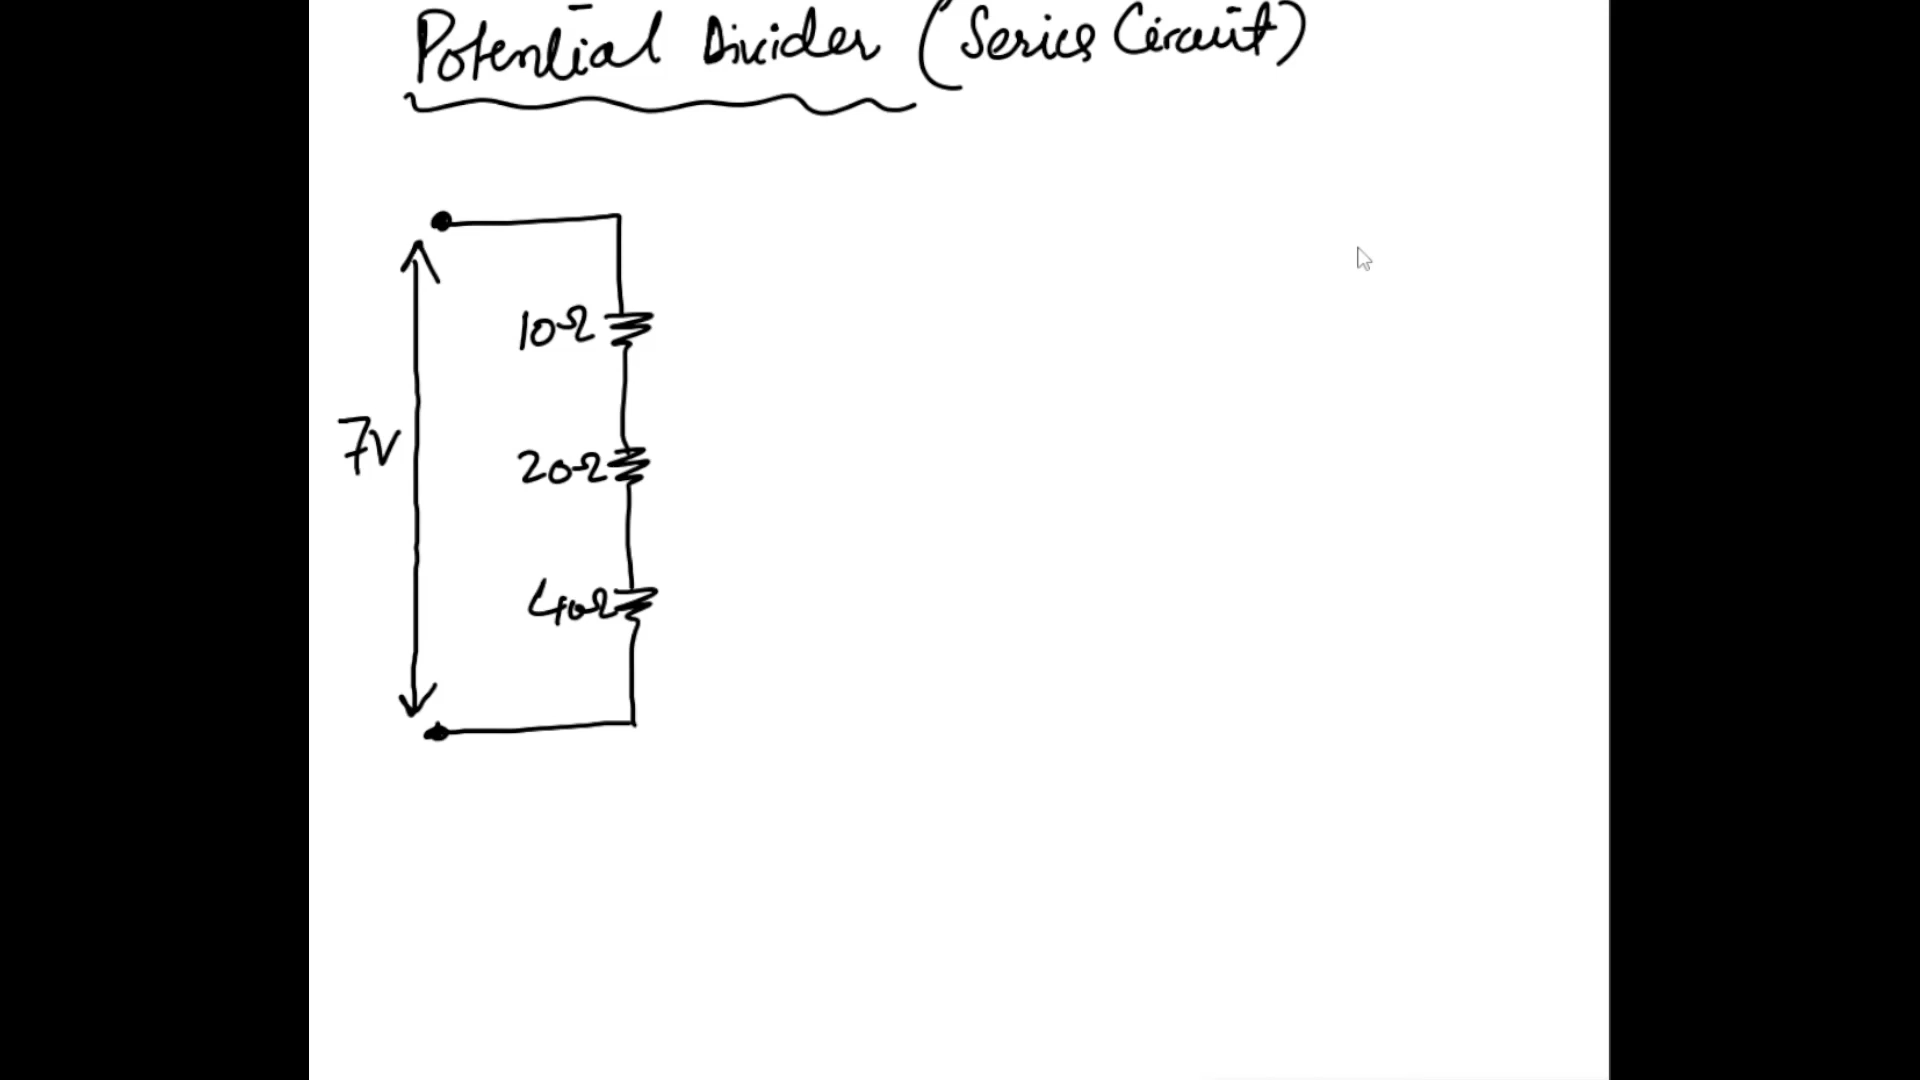 Potential Divider (Series Circuit)
10Ω
7V
20Ω
40Ω